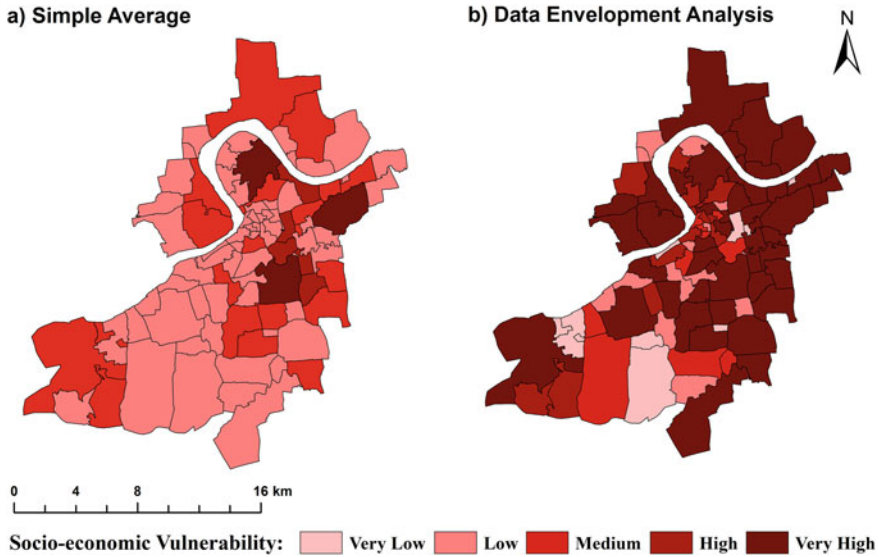 a) Simple Average
b) Data Envelopment Analysis
N
0 4 8 12 16 km
Socio-economic Vulnerability: Very Low Low Medium High Very High